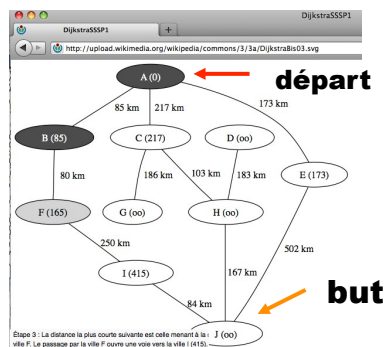 DijkstraSSSP1
DijkstraSSSP1
http://upload.wikimedia.org/wikipedia/commons/3/3a/DijkstraBis03.svg
A (0)
départ
85 km
217 km
173 km
B (85)
C (217)
D (oo)
E (173)
80 km
186 km
103 km
183 km
F (165)
G (oo)
H (oo)
250 km
502 km
I (415)
167 km
but
84 km
J (oo)
Étape 3 : La distance la plus courte suivante est celle menant à la
ville F. Le passage par la ville F ouvre une voie vers la ville I (415).